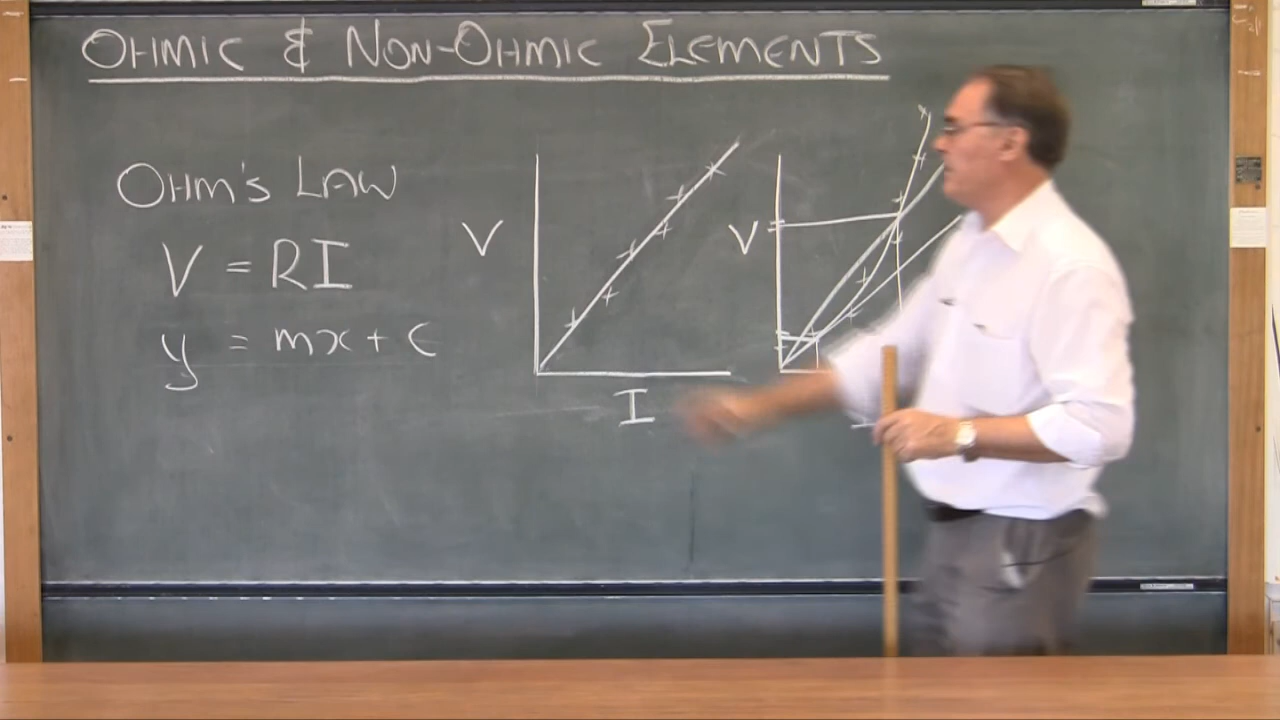 OHMIC & NON-OHMIC ELEMENTS
OHM'S LAW
V = RI
y = mx + c
V
I
V